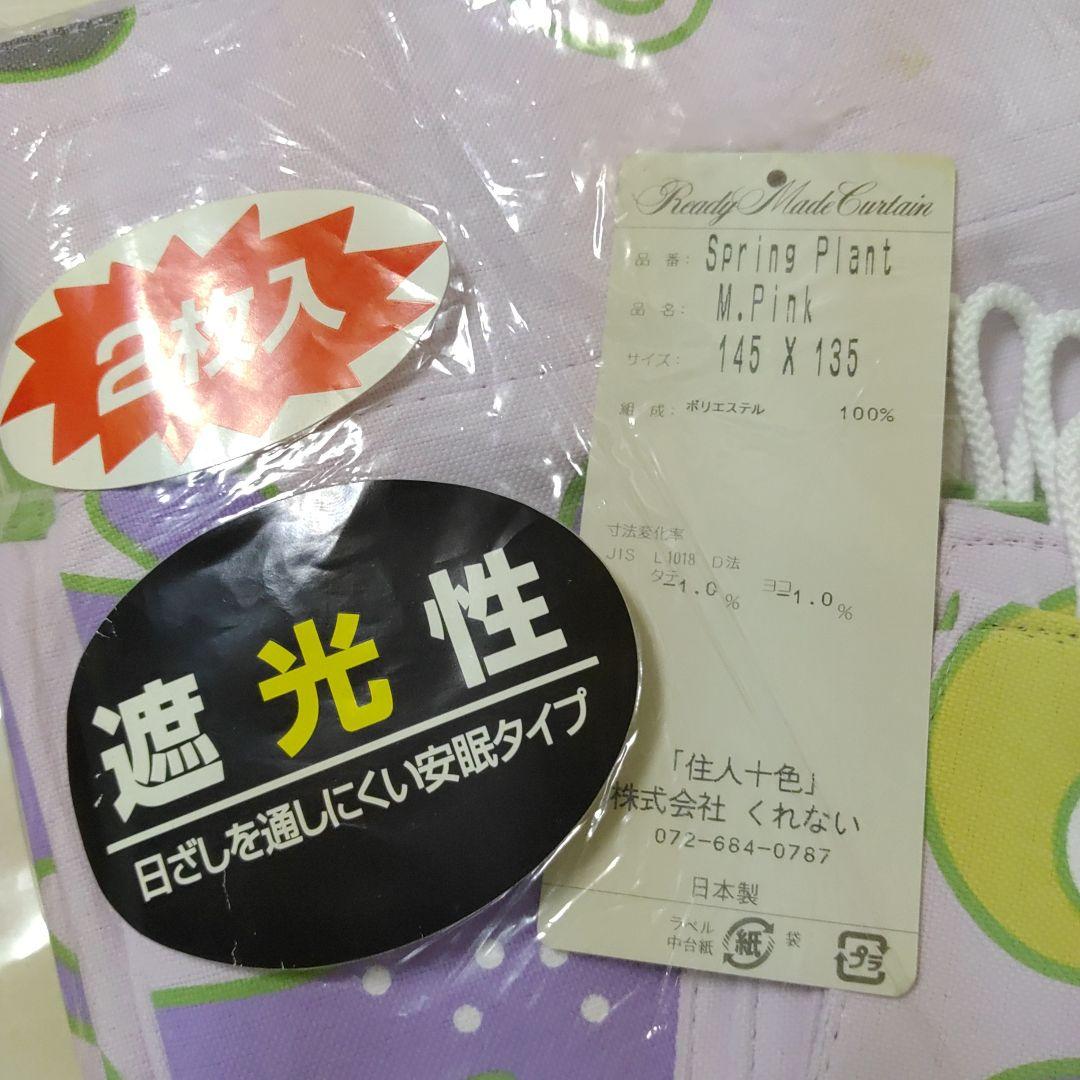 2枚入
遮光性
日ざしを通しにくい安眠タイプ
Ready Made Curtain
品番: Spring Plant
品名: M.Pink
サイズ: 145 X 135
組成: ポリエステル 100%
寸法変化率
JIS L1018 D法
タテ -1.0% ヨコ -1.0%
「住人十色」
株式会社 くれない
072-684-0787
日本製
ラベル
中台紙 紙 袋 プラ